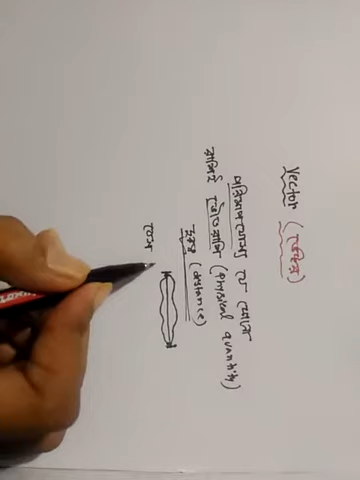 Vector (ভেক্টর)
পরিমাপযোগ্য যে কোনো
রাশিই ভৌত রাশি (physical quantity)
দূরত্ব (distance)